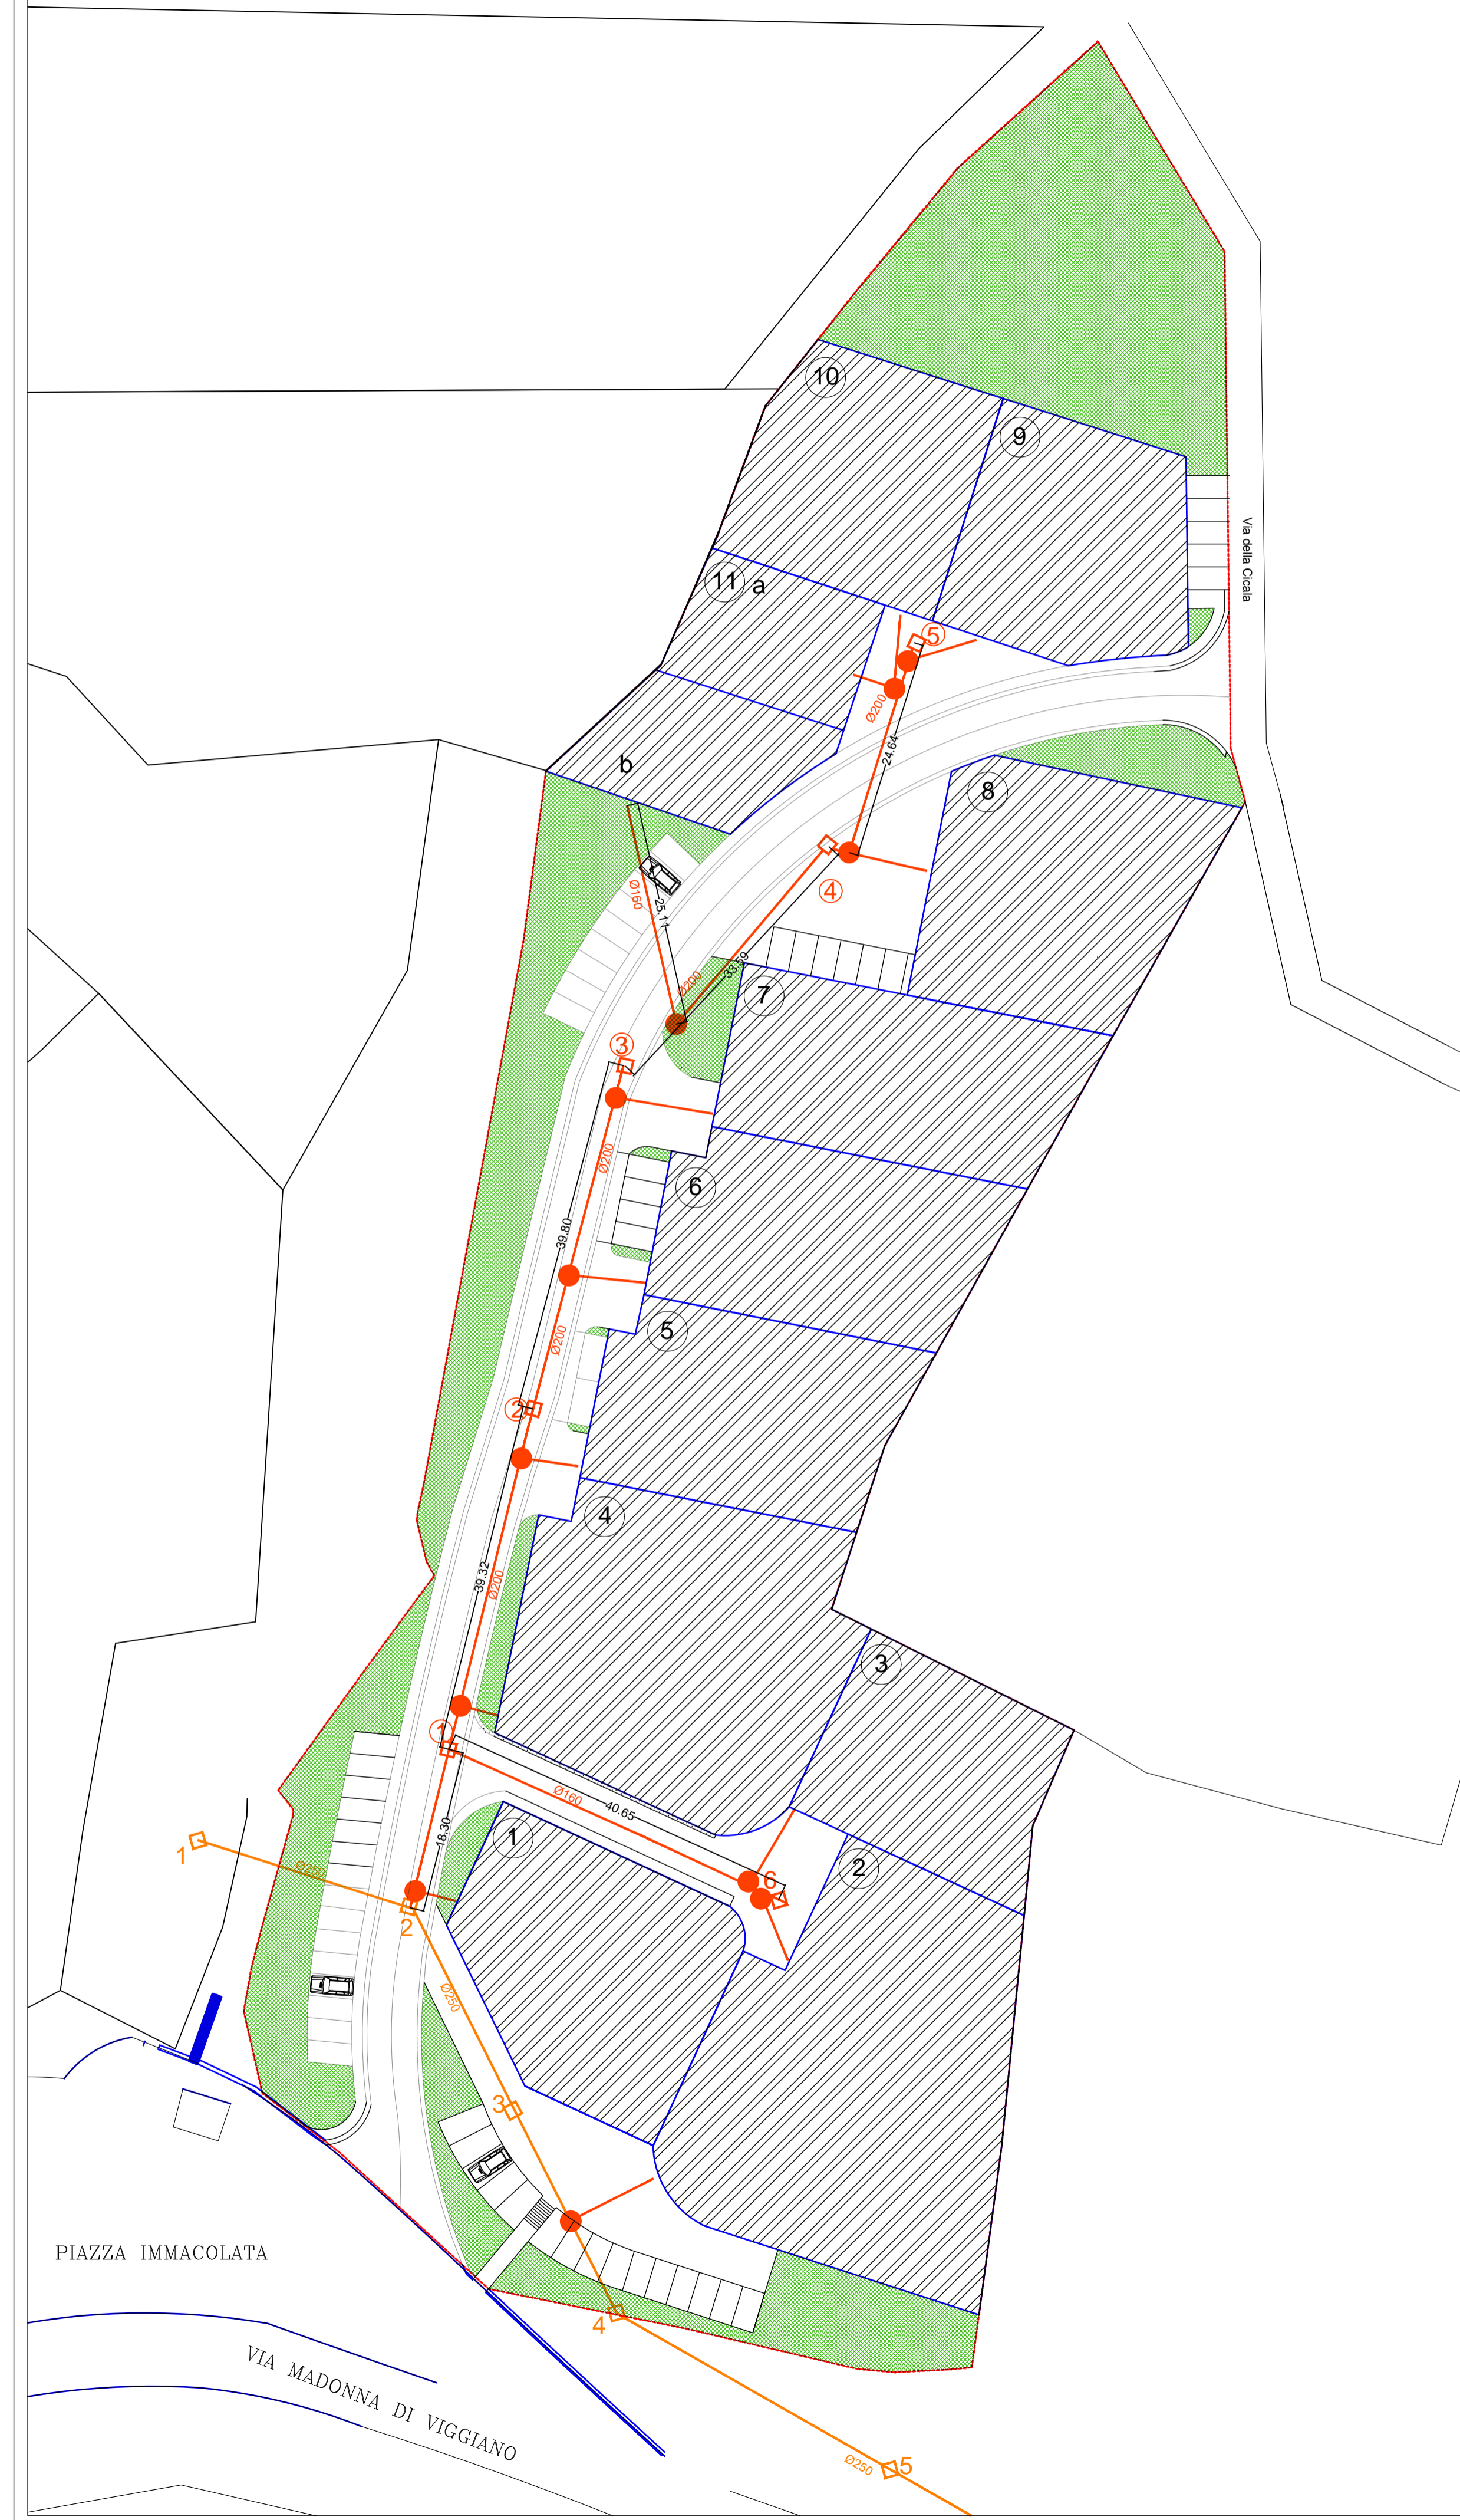 10
9
Via della Cicala
11 a
5
Ø200
24.64
b
8
4
Ø160
25.11
Ø200
33.59
7
3
Ø200
6
39.80
Ø200
5
2
4
39.32
Ø200
3
1
Ø160
40.65
18.30
1
2
6
1
Ø250
2
Ø250
3
4
PIAZZA IMMACOLATA
VIA MADONNA DI VIGGIANO
Ø250
5